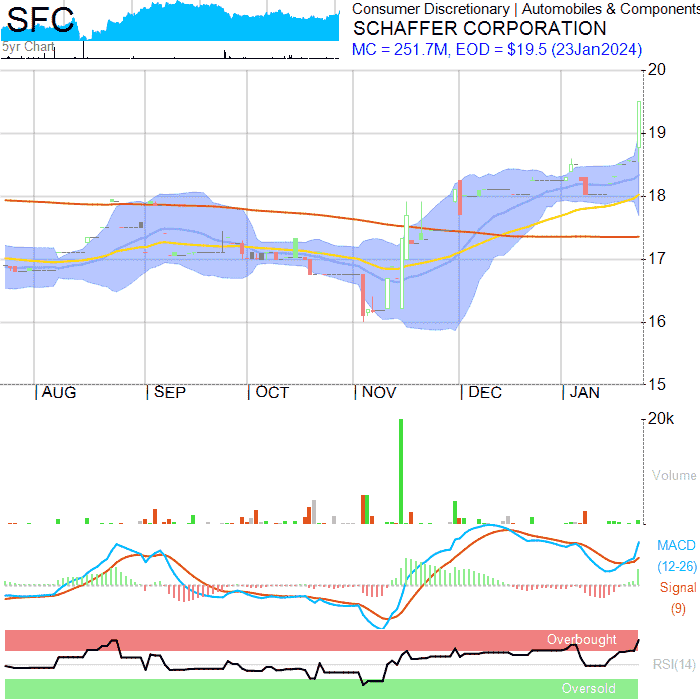 SFC
5yr Chart
Consumer Discretionary | Automobiles & Components
SCHAFFER CORPORATION
MC = 251.7M, EOD = $19.5 (23Jan2024)
20
19
18
17
16
15
AUG SEP OCT NOV DEC JAN
20k
Volume
MACD
(12-26)
Signal
(9)
Overbought
RSI(14)
Oversold